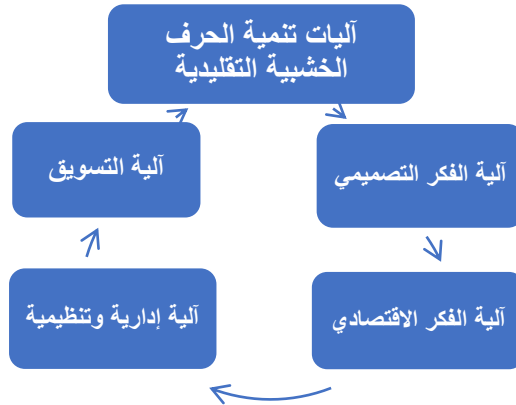 آليات تنمية الحرف
الخشبية التقليدية
آلية الفكر التصميمي
آلية الفكر الاقتصادي
آلية إدارية وتنظيمية
آلية التسويق